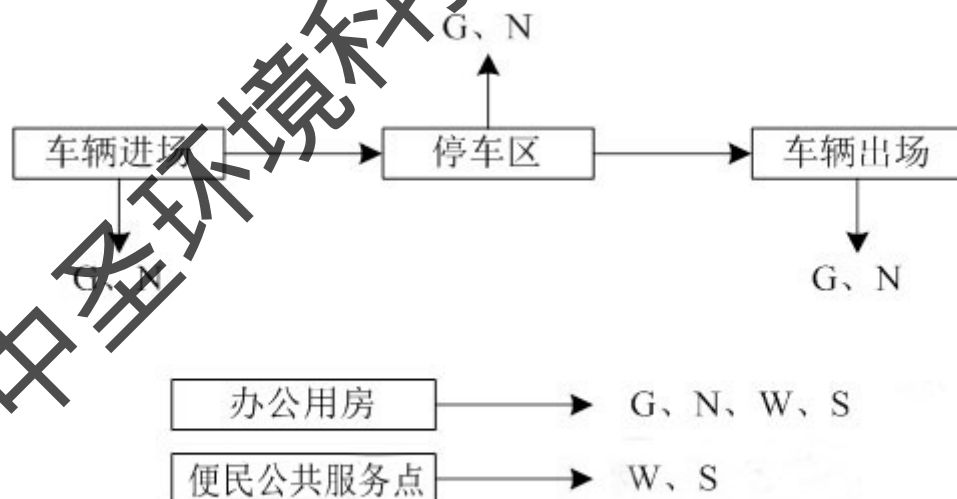 G、N
车辆进场
停车区
车辆出场
G、N
G、N
办公用房
G、N、W、S
便民公共服务点
W、S
中圣环境科